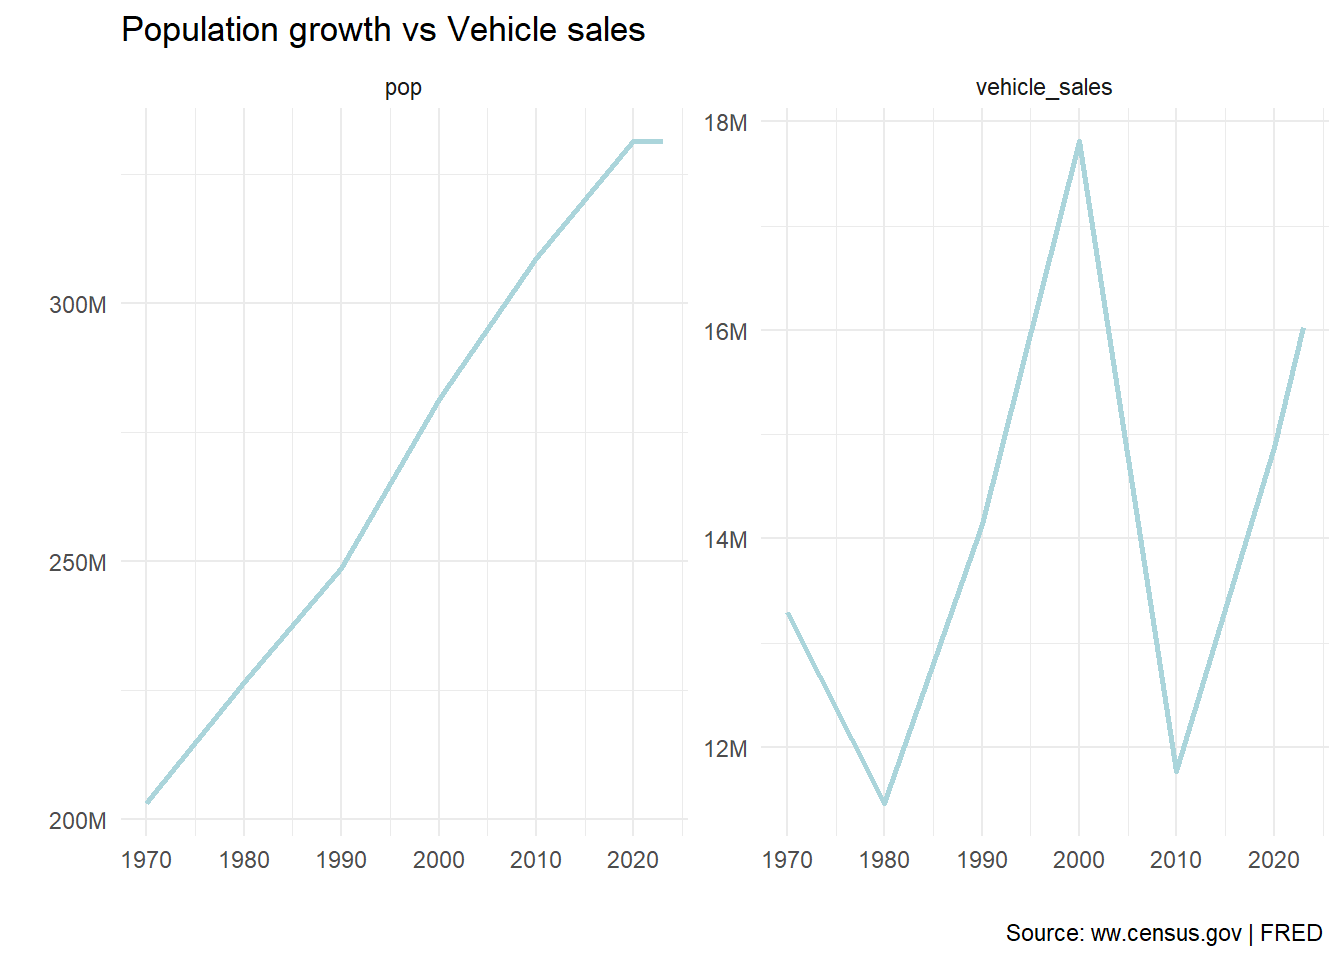 Population growth vs Vehicle sales
pop
300M
250M
200M
1970 1980 1990 2000 2010 2020
vehicle_sales
18M
16M
14M
12M
1970 1980 1990 2000 2010 2020
Source: ww.census.gov | FRED